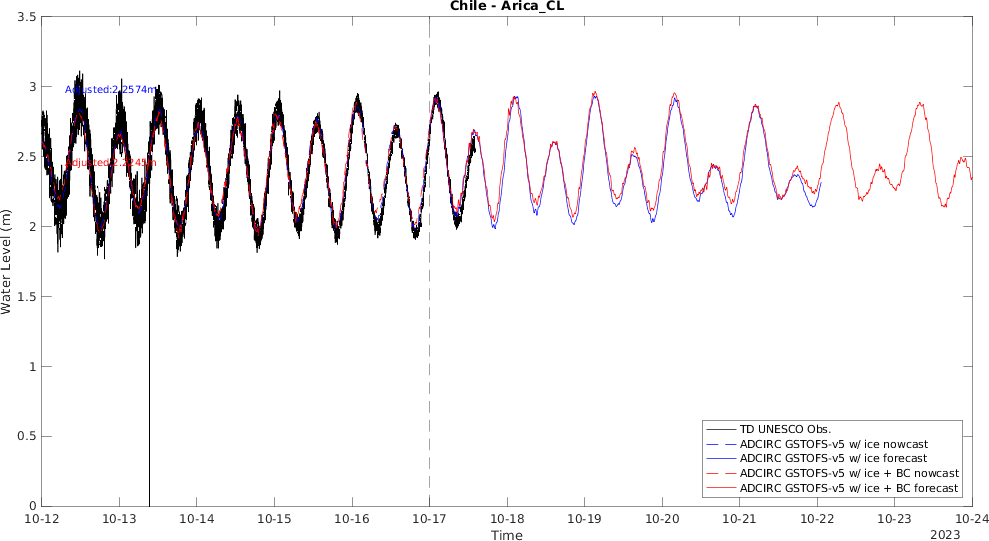 Chile - Arica_CL
3.5
3
2.5
2
1.5
1
0.5
0
Water Level (m)
Adjusted:2.2574m
TD UNESCO Obs.
ADCIRC GSTOFS-v5 w/ ice nowcast
ADCIRC GSTOFS-v5 w/ ice forecast
ADCIRC GSTOFS-v5 w/ ice + BC nowcast
ADCIRC GSTOFS-v5 w/ ice + BC forecast
10-12 10-13 10-14 10-15 10-16 10-17 10-18 10-19 10-20 10-21 10-22 10-23 10-24
Time
2023